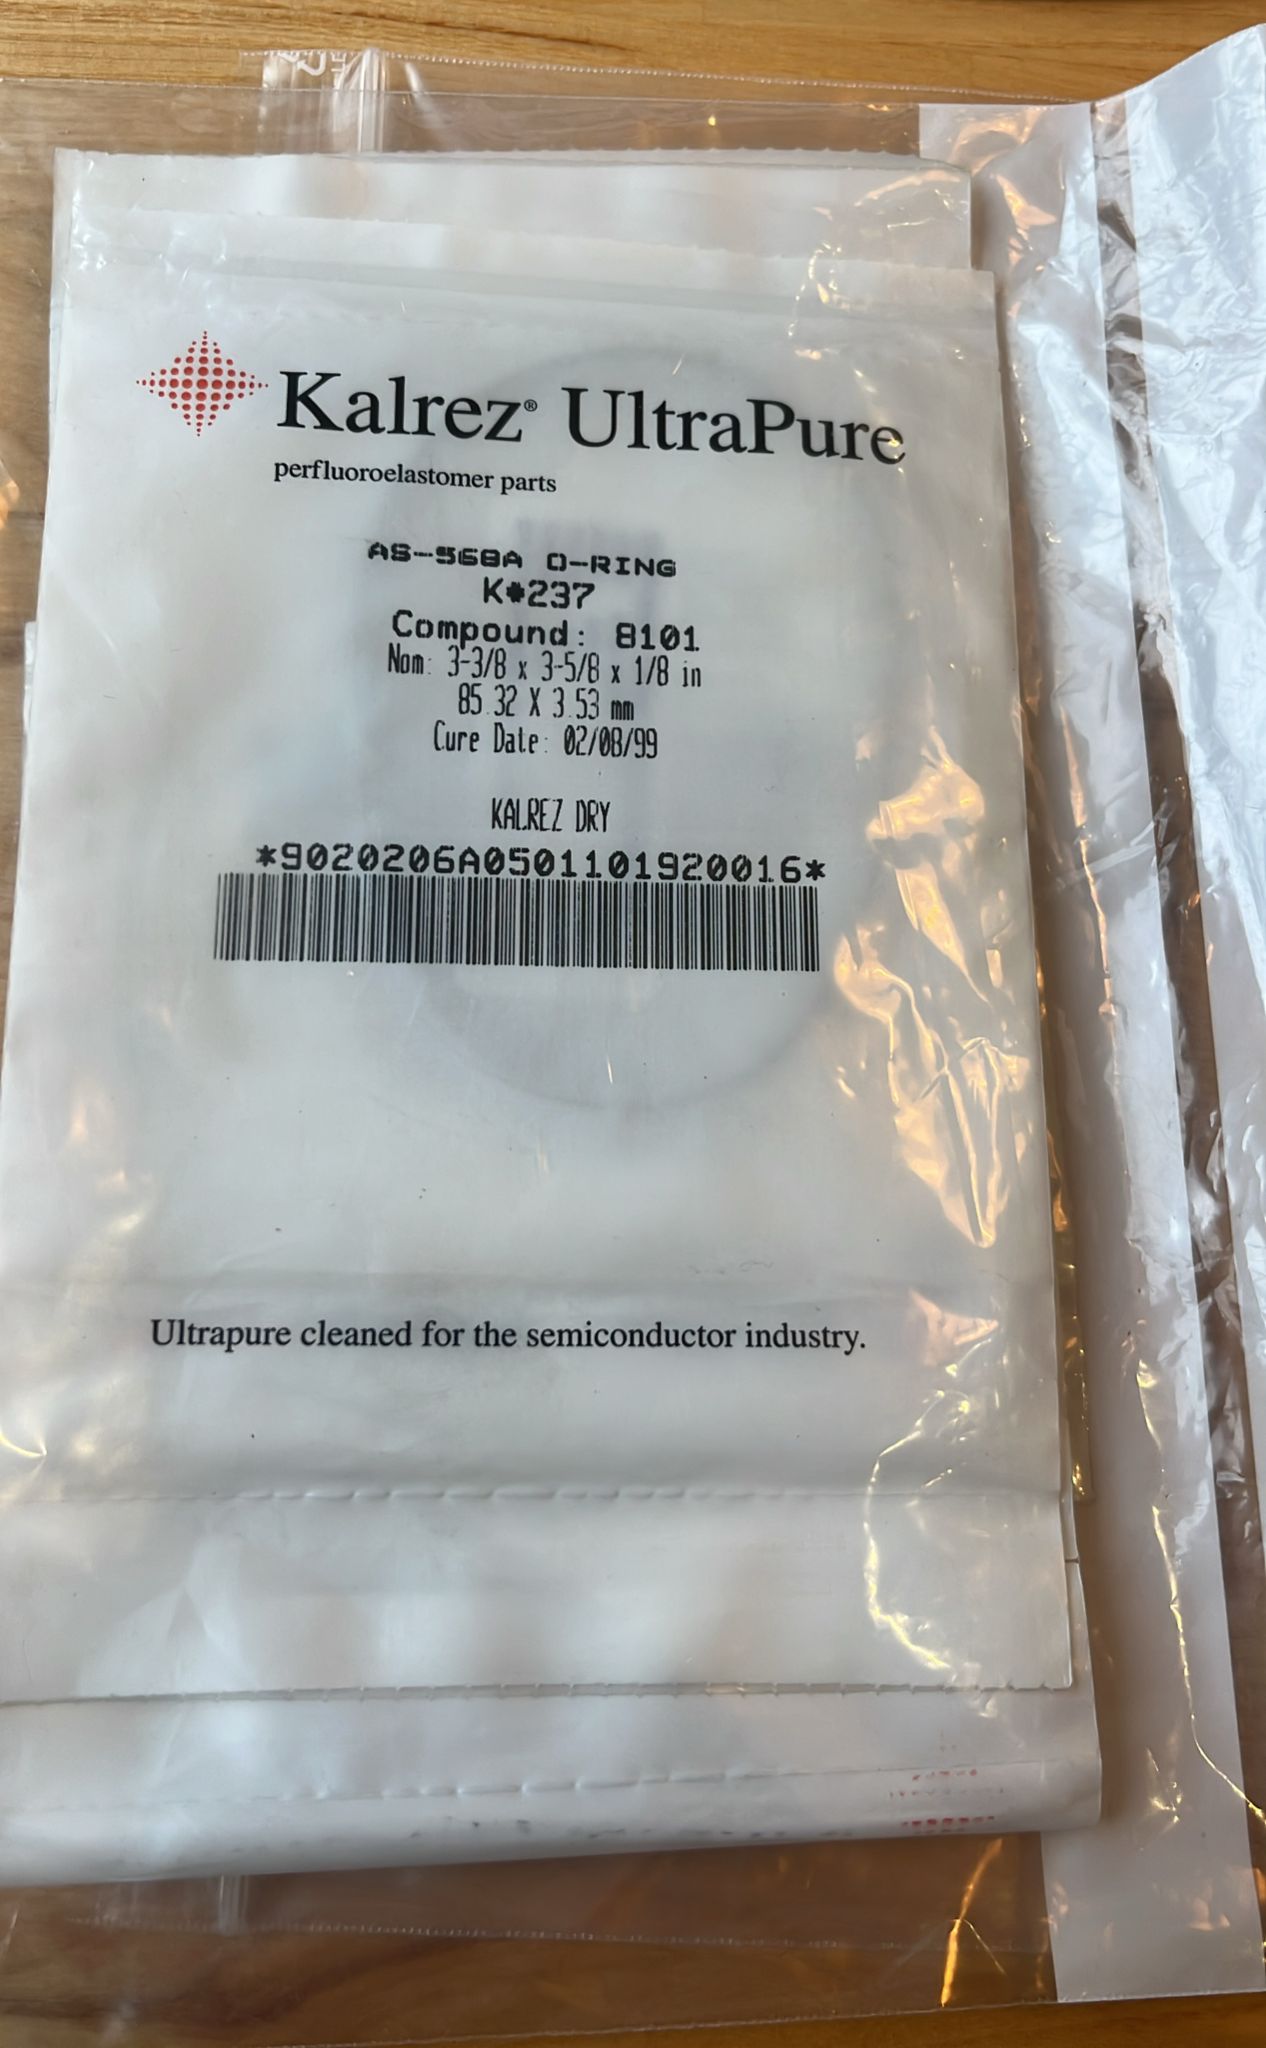 Kalrez® UltraPure
perfluoroelastomer parts
AS-568A O-RING
K#237
Compound: 8101
Nom: 3-3/8 x 3-5/8 x 1/8 in
85.32 X 3.53 mm
Cure Date: 02/08/99
KALREZ DRY
*9020206A0501101920016*
Ultrapure cleaned for the semiconductor industry.